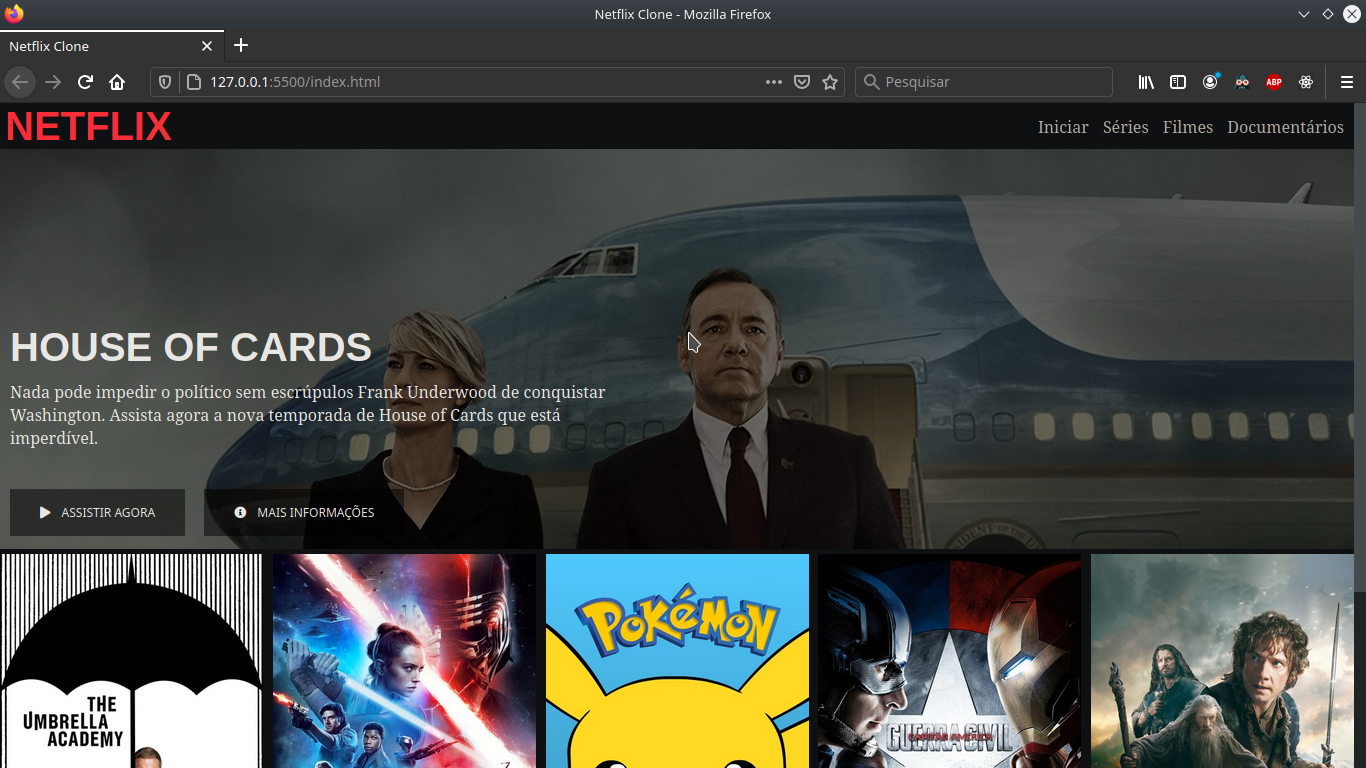 Netflix Clone - Mozilla Firefox
Netflix Clone
127.0.0.1:5500/index.html
Pesquisar
ABP
NETFLIX
Iniciar Séries Filmes Documentários
HOUSE OF CARDS
Nada pode impedir o político sem escrúpulos Frank Underwood de conquistar
Washington. Assista agora a nova temporada de House of Cards que está
imperdível.
ASSISTIR AGORA
MAIS INFORMAÇÕES
THE
UMBRELLA
ACADEMY
POKéMON
CAPITÃO AMÉRICA
GUERRA CIVIL